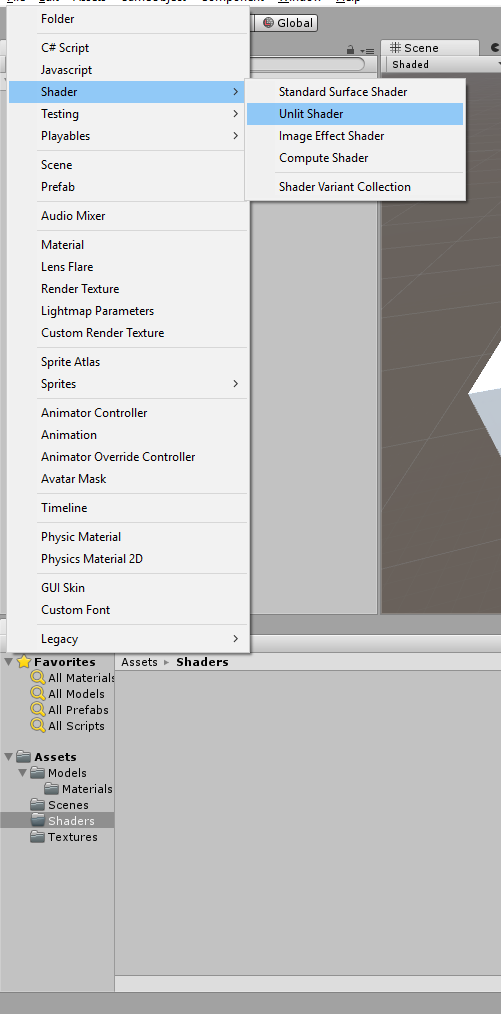 Folder
Global
C# Script
Javascript
Scene
Shader
Shaded
Testing
Playables
Standard Surface Shader
Unlit Shader
Image Effect Shader
Compute Shader
Shader Variant Collection
Scene
Prefab
Audio Mixer
Material
Lens Flare
Render Texture
Lightmap Parameters
Custom Render Texture
Sprite Atlas
Sprites
Animator Controller
Animation
Animator Override Controller
Avatar Mask
Timeline
Physic Material
Physics Material 2D
GUI Skin
Custom Font
Legacy
Favorites
All Materials
All Models
All Prefabs
All Scripts
Assets
Models
Materials
Scenes
Shaders
Textures
Assets ▸ Shaders